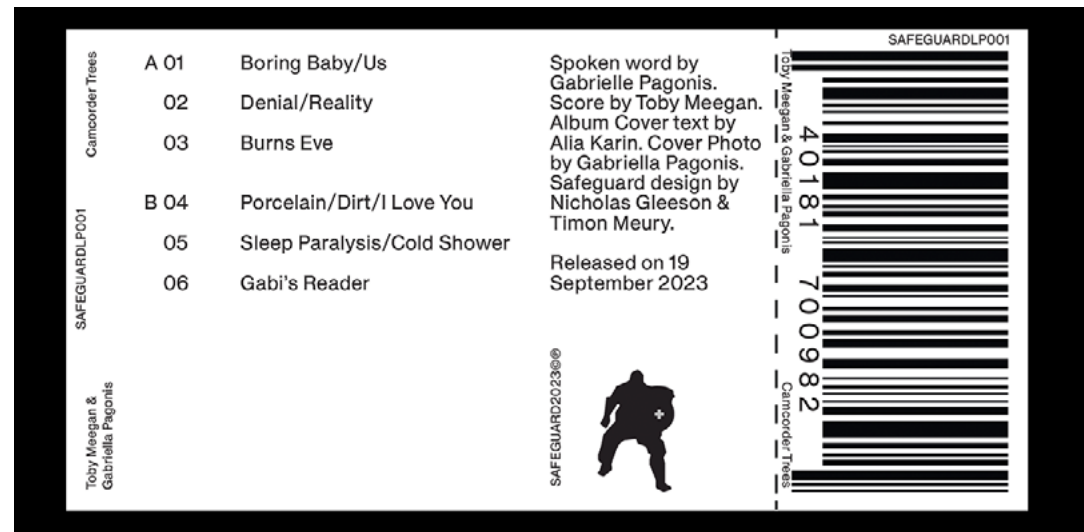 Camcorder Trees
SAFEGUARDLP001
Toby Meegan &
Gabriella Pagonis
A 01 Boring Baby/Us
02 Denial/Reality
03 Burns Eve
B 04 Porcelain/Dirt/I Love You
05 Sleep Paralysis/Cold Shower
06 Gabi's Reader
Spoken word by
Gabrielle Pagonis.
Score by Toby Meegan.
Album Cover text by
Alia Karin. Cover Photo
by Gabriella Pagonis.
Safeguard design by
Nicholas Gleeson &
Timon Meury.
Released on 19
September 2023
SAFEGUARD2023©®
Toby Meegan & Gabriella Pagonis
Camcorder Trees
SAFEGUARDLP001
40181 700982